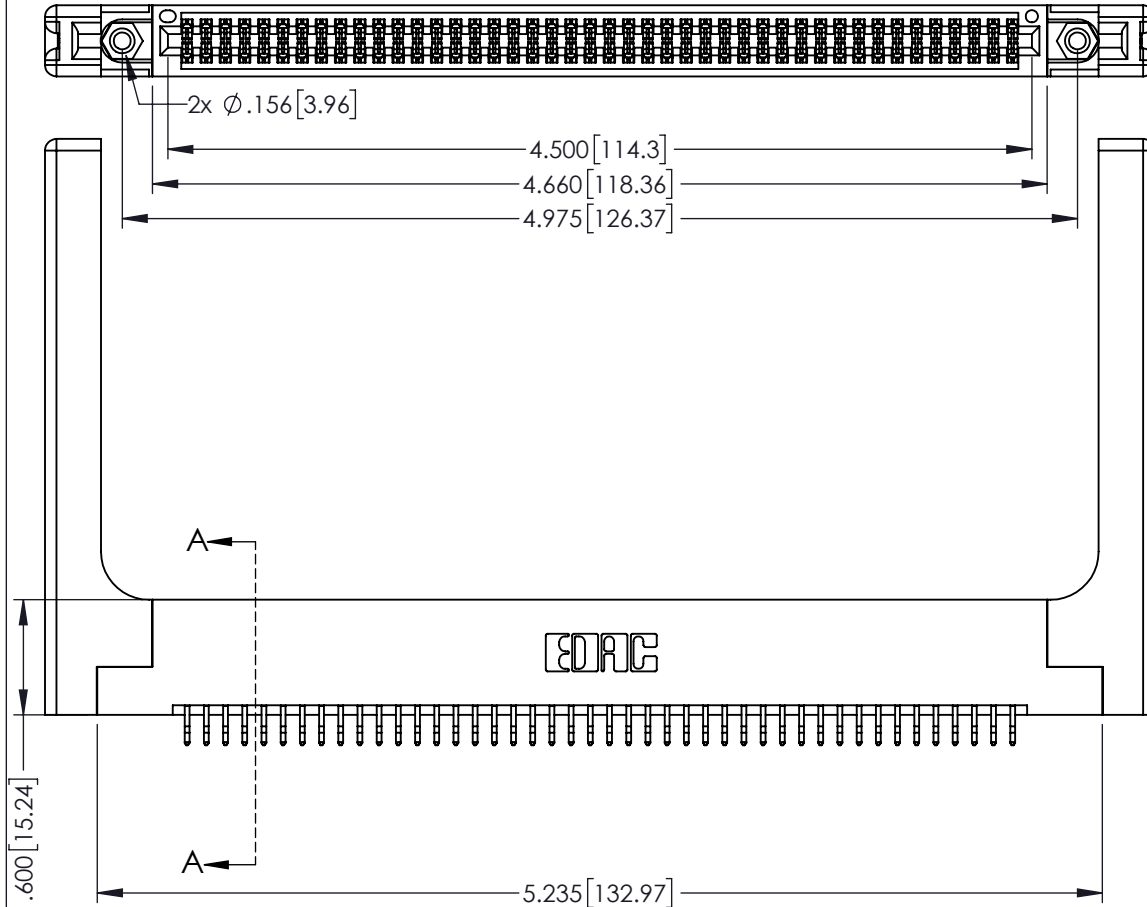 2x ∅.156[3.96]
4.500[114.3]
4.660[118.36]
4.975[126.37]
A
EDAC
A
.600[15.24]
5.235[132.97]